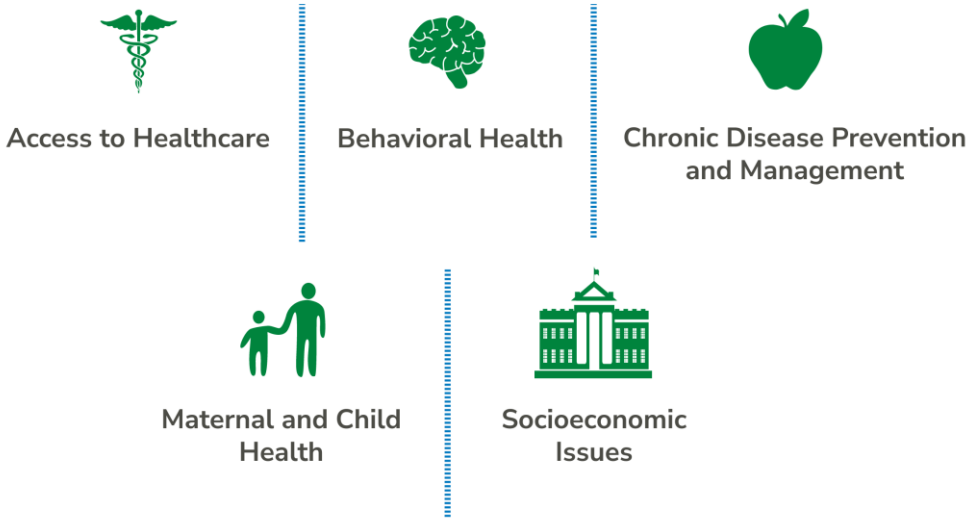 Access to Healthcare
Behavioral Health
Chronic Disease Prevention
and Management
Maternal and Child
Health
Socioeconomic
Issues